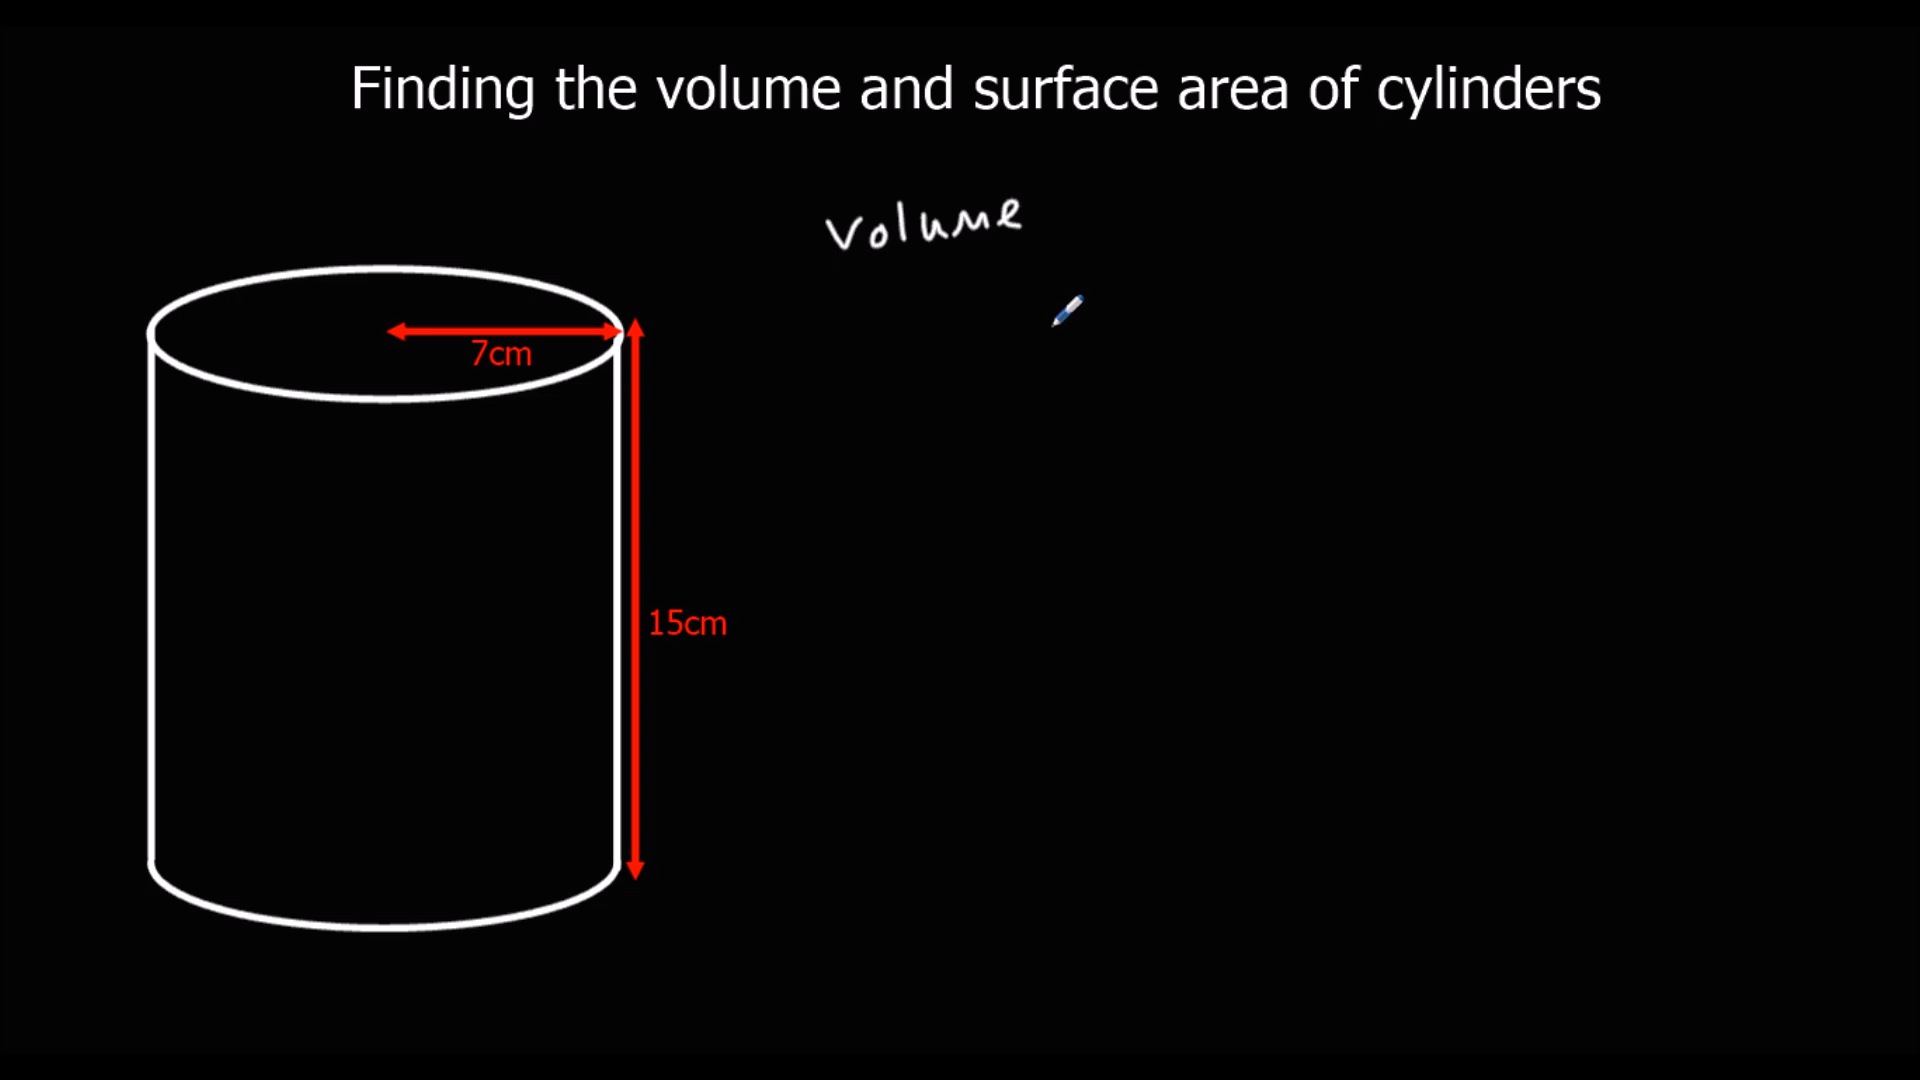 Finding the volume and surface area of cylinders
volume
7cm
15cm